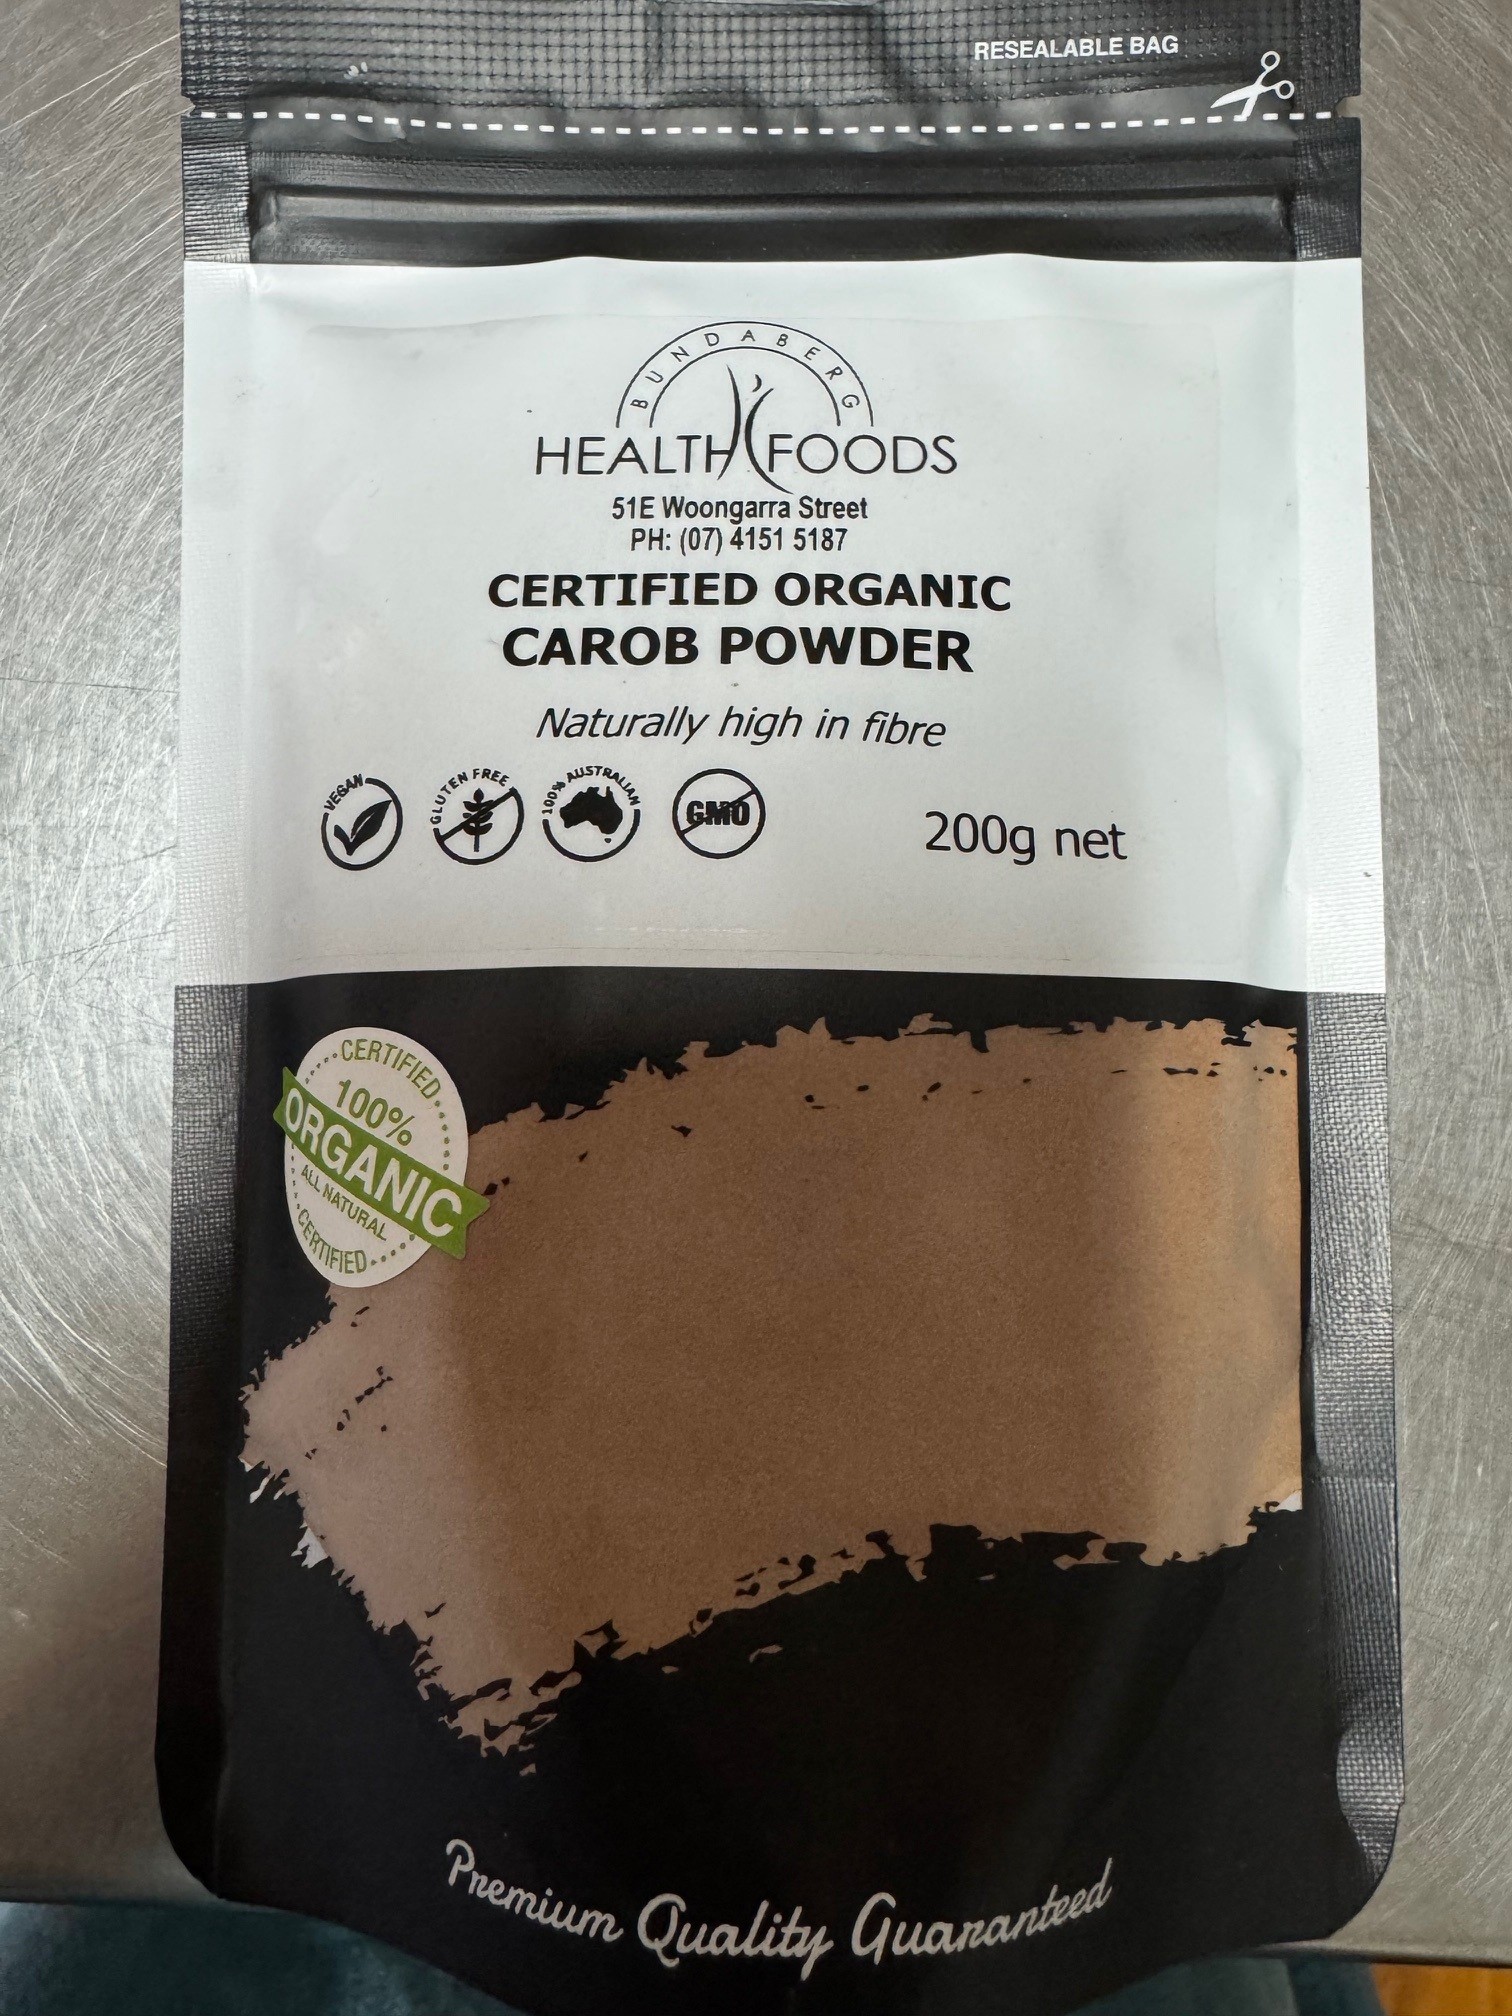 RESEALABLE BAG
BUNDABERG
HEALTH FOODS
51E Woongarra Street
PH: (07) 4151 5187
CERTIFIED ORGANIC
CAROB POWDER
Naturally high in fibre
VEGAN
GLUTEN FREE
100% AUSTRALIAN
GMO
200g net
CERTIFIED
100%
ORGANIC
ALL NATURAL
CERTIFIED
Premium Quality Guaranteed